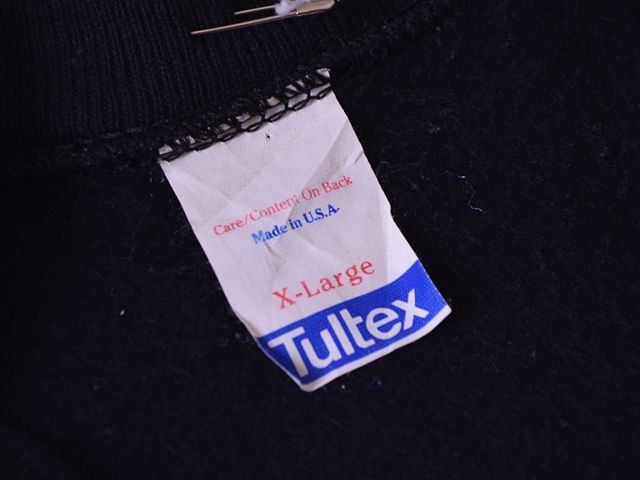 Care/Content On Back
Made in U.S.A.
X-Large
Tultex